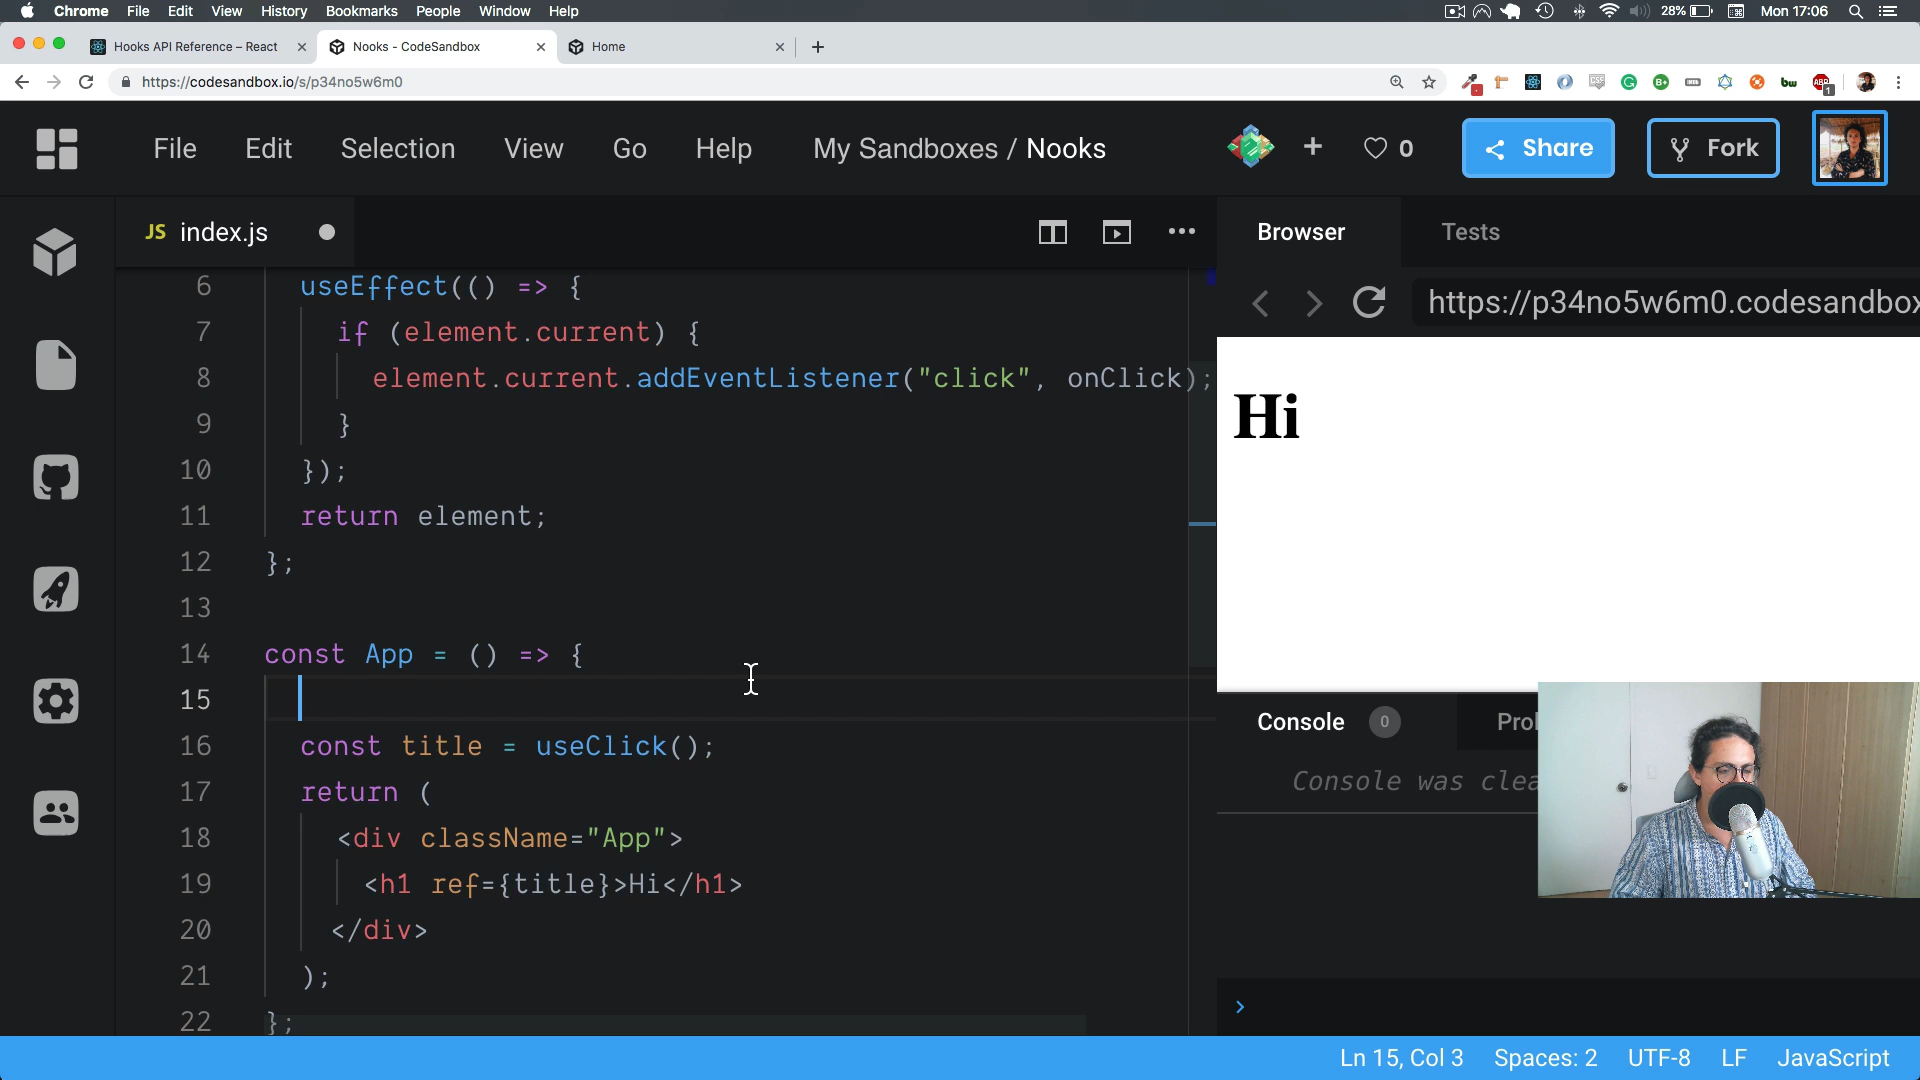 Chrome File Edit View History Bookmarks People Window Help 28% Mon 17:06
Hooks API Reference – React Nooks - CodeSandbox Home
https://codesandbox.io/s/p34no5w6m0
File Edit Selection View Go Help My Sandboxes / Nooks 0 Share Fork
JS index.js Browser Tests
https://p34no5w6m0.codesandbox
6 useEffect(() => {
7 if (element.current) {
8 element.current.addEventListener("click", onClick);
9 }
10 });
11 return element;
12 };
13
14 const App = () => {
15
16 const title = useClick();
17 return (
18 <div className="App">
19 <h1 ref={title}>Hi</h1>
20 </div>
21 );
22 };
Hi
Console 0 Prol
Console was clea
Ln 15, Col 3 Spaces: 2 UTF-8 LF JavaScript